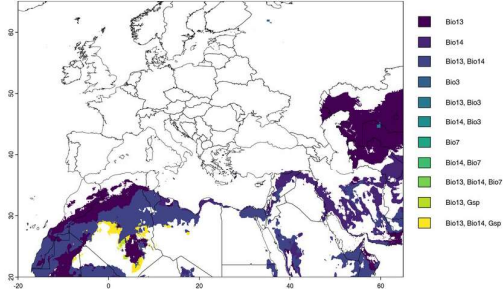 60
50
40
30
20
-20
0
20
40
60
Bio13
Bio14
Bio13, Bio14
Bio3
Bio13, Bio3
Bio14, Bio3
Bio7
Bio14, Bio7
Bio13, Bio14, Bio7
Bio13, Gsp
Bio13, Bio14, Gsp